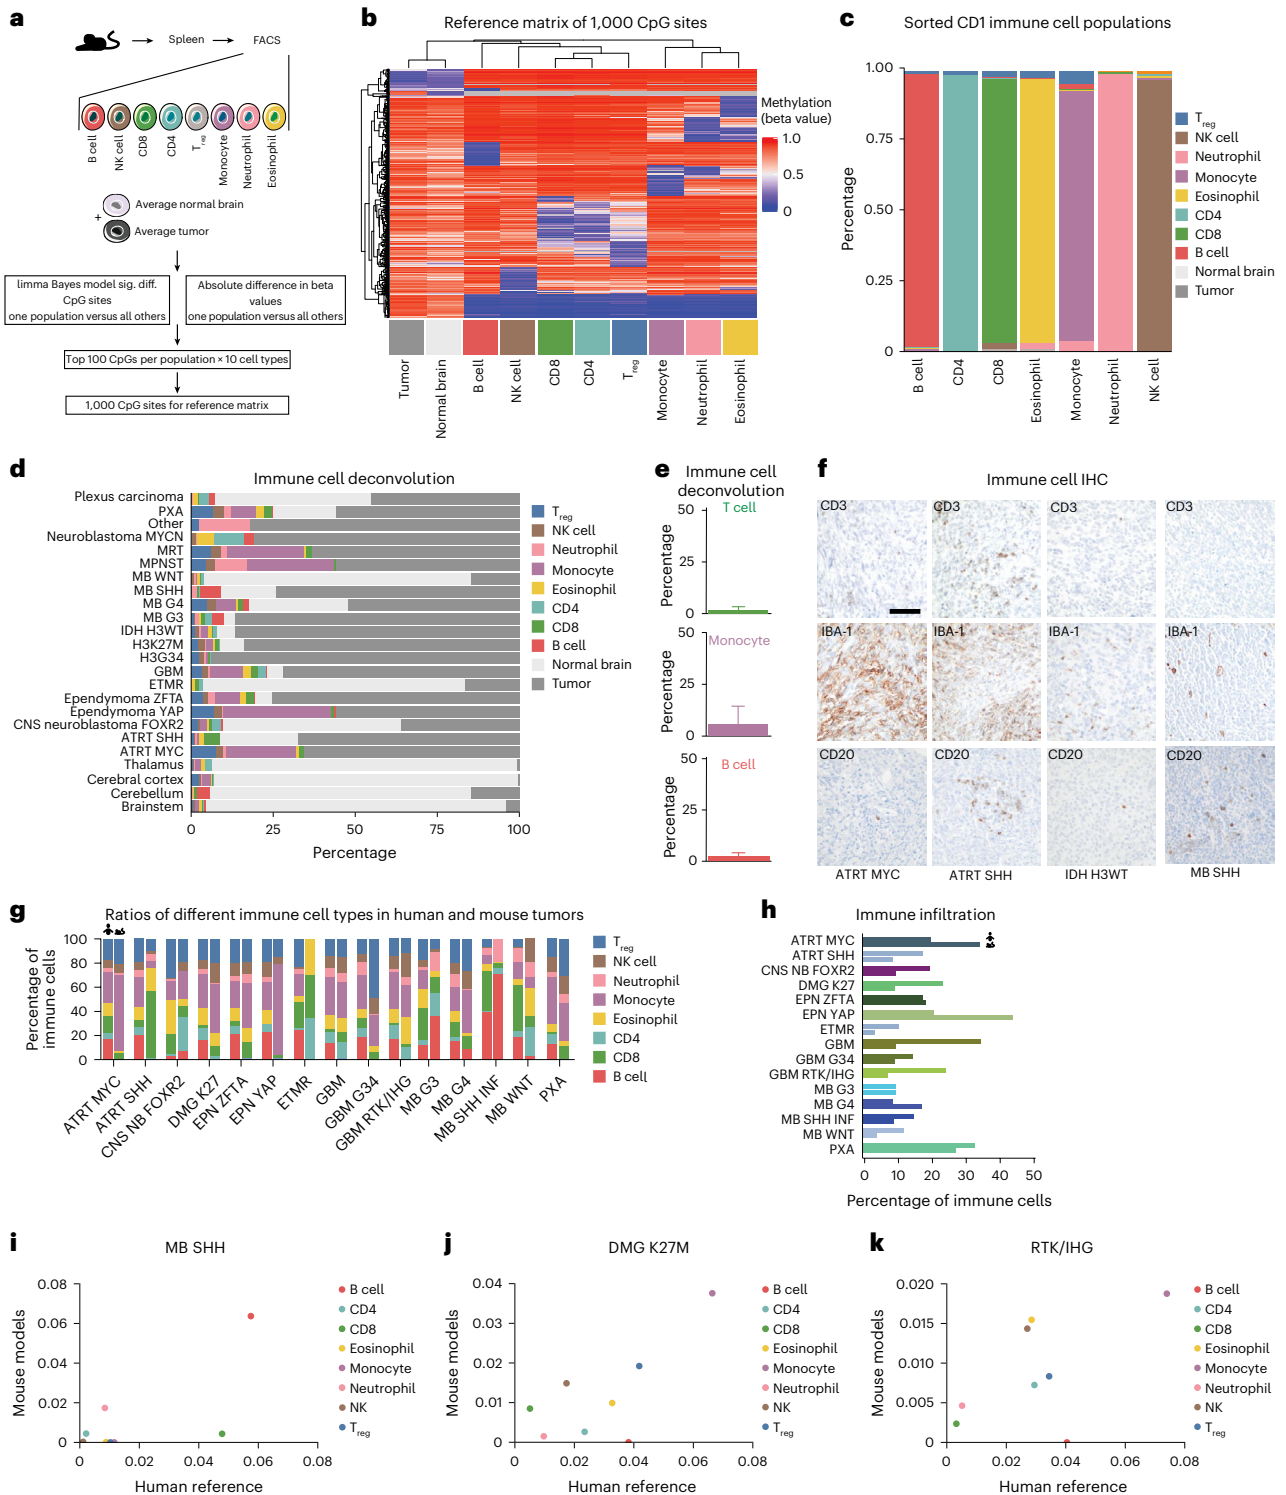 a
Spleen
FACS
B cell
NK cell
CD8
CD4
Treg
Monocyte
Neutrophil
Eosinophil
Average normal brain
+
Average tumor
limma Bayes model sig. diff.
CpG sites
one population versus all others
Absolute difference in beta
values
one population versus all others
Top 100 CpGs per population × 10 cell types
1,000 CpG sites for reference matrix
b
Reference matrix of 1,000 CpG sites
Methylation
(beta value)
1.0
0.5
0
Tumor
Normal brain
B cell
NK cell
CD8
CD4
Treg
Monocyte
Neutrophil
Eosinophil
c
Sorted CD1 immune cell populations
Percentage
1.00
0.75
0.50
0.25
0
B cell
CD4
CD8
Eosinophil
Monocyte
Neutrophil
NK cell
Treg
NK cell
Neutrophil
Monocyte
Eosinophil
CD4
CD8
B cell
Normal brain
Tumor
d
Immune cell deconvolution
Plexus carcinoma
PXA
Other
Neuroblastoma MYCN
MRT
MPNST
MB WNT
MB SHH
MB G4
MB G3
IDH H3WT
H3K27M
H3G34
GBM
ETMR
Ependymoma ZFTA
Ependymoma YAP
CNS neuroblastoma FOXR2
ATRT SHH
ATRT MYC
Thalamus
Cerebral cortex
Cerebellum
Brainstem
0
25
50
75
100
Percentage
Treg
NK cell
Neutrophil
Monocyte
Eosinophil
CD4
CD8
B cell
Normal brain
Tumor
e
Immune cell
deconvolution
T cell
50
25
0
Percentage
Monocyte
50
25
0
Percentage
B cell
50
25
0
Percentage
f
Immune cell IHC
CD3
CD3
CD3
CD3
IBA-1
IBA-1
IBA-1
IBA-1
CD20
CD20
CD20
CD20
ATRT MYC
ATRT SHH
IDH H3WT
MB SHH
g
Ratios of different immune cell types in human and mouse tumors
Percentage of
immune cells
100
80
60
40
20
0
ATRT MYC
ATRT SHH
CNS NB FOXR2
DMG K27
EPN ZFTA
EPN YAP
ETMR
GBM
GBM G34
GBM RTK/IHG
MB G3
MB G4
MB SHH INF
MB WNT
PXA
Treg
NK cell
Neutrophil
Monocyte
Eosinophil
CD4
CD8
B cell
h
Immune infiltration
ATRT MYC
ATRT SHH
CNS NB FOXR2
DMG K27
EPN ZFTA
EPN YAP
ETMR
GBM
GBM G34
GBM RTK/IHG
MB G3
MB G4
MB SHH INF
MB WNT
PXA
0
10
20
30
40
50
Percentage of immune cells
i
MB SHH
Mouse models
0.08
0.06
0.04
0.02
0
0
0.02
0.04
0.06
0.08
Human reference
B cell
CD4
CD8
Eosinophil
Monocyte
Neutrophil
NK
Treg
j
DMG K27M
Mouse models
0.04
0.03
0.02
0.01
0
0
0.02
0.04
0.06
0.08
Human reference
B cell
CD4
CD8
Eosinophil
Monocyte
Neutrophil
NK
Treg
k
RTK/IHG
Mouse models
0.020
0.015
0.010
0.005
0
0
0.02
0.04
0.06
0.08
Human reference
B cell
CD4
CD8
Eosinophil
Monocyte
Neutrophil
NK
Treg